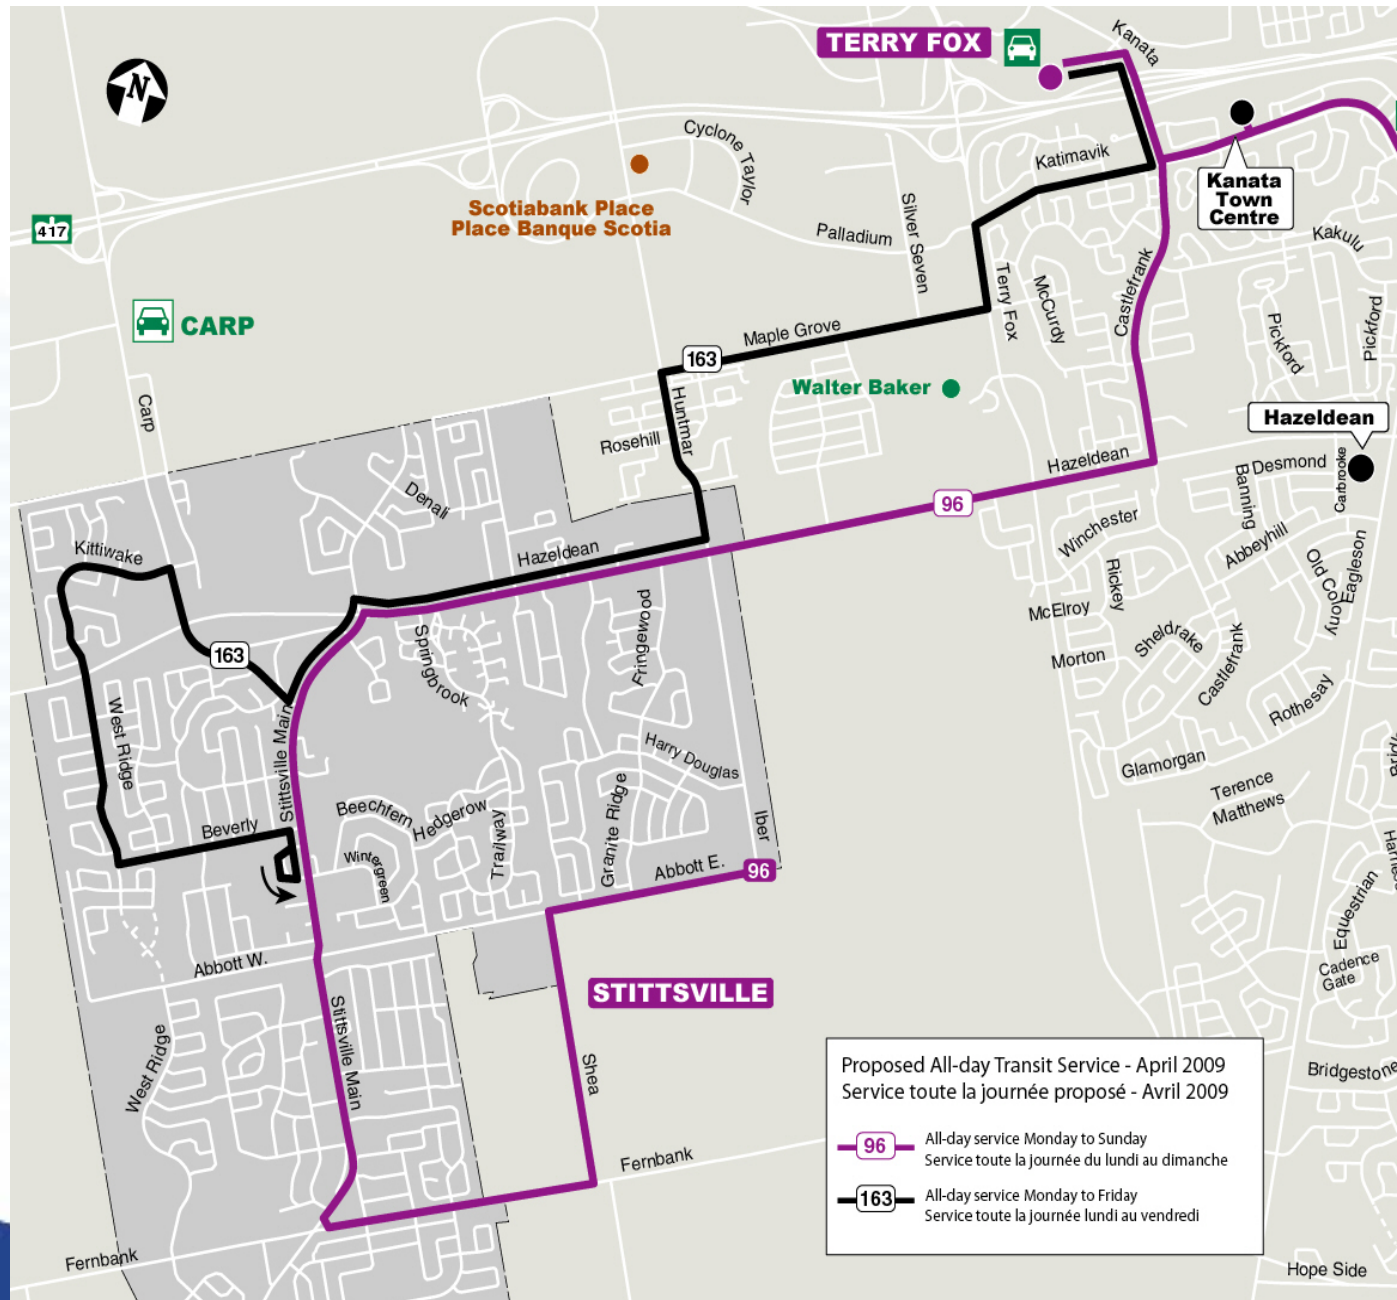 TERRY FOX
Kanata
N
Cyclone Taylor
Katimavik
Kanata
Town
Centre
Scotiabank Place
Place Banque Scotia
417
Silver Seven
Palladium
Kakulu
Castlefrank
Terry Fox
McCurdy
Pickford
Pickford
CARP
Maple Grove
163
Walter Baker
Carp
Huntmar
Rosehill
Hazeldean
Hazeldean
Desmond
Carbrooke
Banning
96
Denali
Winchester
Abbeyhill
Old Colony
Eagleson
Kittiwake
Hazeldean
Rickey
McElroy
Fringewood
Springbrook
Sheldrake
Castlefrank
163
Morton
Rothesay
West Ridge
Stittsville Main
Harry Douglas
Glamorgan
Terence
Matthews
Beechfern
Hedgerow
Trailway
Granite Ridge
Iber
Beverly
Wintergreen
Abbott E.
96
Equestrian
Abbott W.
Cadence
Gate
STITTSVILLE
Stittsville Main
West Ridge
Shea
Bridgestone
Fernbank
Fernbank
Hope Side
Proposed All-day Transit Service - April 2009
Service toute la journée proposé - Avril 2009
96
All-day service Monday to Sunday
Service toute la journée du lundi au dimanche
163
All-day service Monday to Friday
Service toute la journée lundi au vendredi